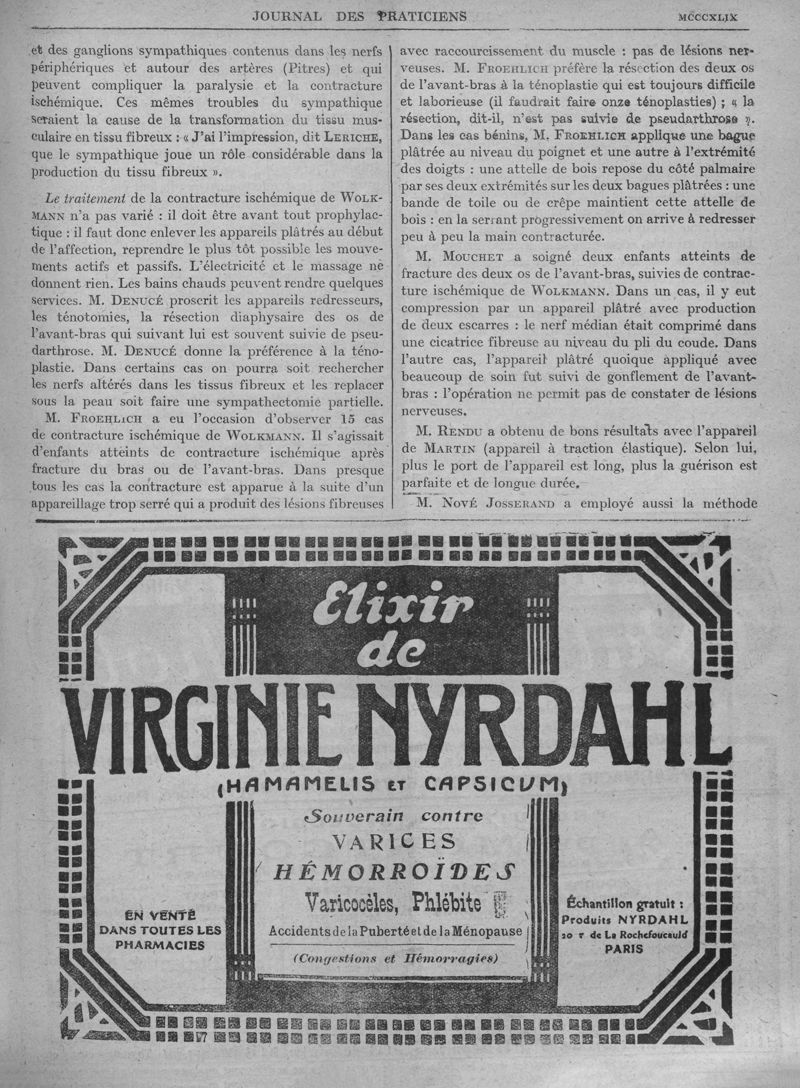 JOURNAL DES PRATICIENS
MCCCXLIX
et des ganglions sympathiques contenus dans les nerfs
périphériques et autour des artères (Pitres) et qui
peuvent compliquer la paralysie et la contracture
ischémique. Ces mêmes troubles du sympathique
seraient la cause de la transformation du tissu mus-
culaire en tissu fibreux : « J'ai l'impression, dit LERICHE,
que le sympathique joue un rôle considérable dans la
production du tissu fibreux ».
Le traitement de la contracture ischémique de WOLK-
MANN n'a pas varié : il doit être avant tout prophylac-
tique : il faut donc enlever les appareils plâtrés au début
de l'affection, reprendre le plus tôt possible les mouve-
ments actifs et passifs. L'électricité et le massage ne
donnent rien. Les bains chauds peuvent rendre quelques
services. M. DENUCÉ proscrit les appareils redresseurs,
les ténotomies, la résection diaphysaire des os de
l'avant-bras qui suivant lui est souvent suivie de pseu-
darthrose. M. DENUCÉ donne la préférence à la téno-
plastie. Dans certains cas on pourra soit rechercher
les nerfs altérés dans les tissus fibreux et les replacer
sous la peau soit faire une sympathectomie partielle.
M. FROEHLICH a eu l'occasion d'observer 15 cas
de contracture ischémique de WOLKMANN. Il s'agissait
d'enfants atteints de contracture ischémique après
fracture du bras ou de l'avant-bras. Dans presque
tous les cas la contracture est apparue à la suite d'un
appareillage trop serré qui a produit des lésions fibreuses
avec raccourcissement du muscle : pas de lésions ner-
veuses. M. FROEHLICH préfère la résection des deux os
de l'avant-bras à la ténoplastie qui est toujours difficile
et laborieuse (il faudrait faire onze ténoplasties) ; « la
résection, dit-il, n'est pas suivie de pseudarthrose ».
Dans les cas bénins, M. FROEHLICH applique une bague
plâtrée au niveau du poignet et une autre à l'extrémité
des doigts : une attelle de bois repose du côté palmaire
par ses deux extrémités sur les deux bagues plâtrées : une
bande de toile ou de crêpe maintient cette attelle de
bois : en la serrant progressivement on arrive à redresser
peu à peu la main contracturée.
M. MOUCHET a soigné deux enfants atteints de
fracture des deux os de l'avant-bras, suivies de contrac-
ture ischémique de WOLKMANN. Dans un cas, il y eut
compression par un appareil plâtré avec production
de deux escarres : le nerf médian était comprimé dans
une cicatrice fibreuse au niveau du pli du coude. Dans
l'autre cas, l'appareil plâtré quoique appliqué avec
beaucoup de soin fut suivi de gonflement de l'avant-
bras : l'opération ne permit pas de constater de lésions
nerveuses.
M. RENDU a obtenu de bons résultats avec l'appareil
de MARTIN (appareil à traction élastique). Selon lui,
plus le port de l'appareil est long, plus la guérison est
parfaite et de longue durée.
M. NOVÉ JOSSERAND a employé aussi la méthode
Elixir
de
VIRGINIE NYRDAHL
(HAMAMELIS ET CAPSICUM)
Souverain contre
VARICES
HÉMORROÏDES
Varicocèles, Phlébite
Accidents de la Puberté et de la Ménopause
(Congestions et Hémorragies)
EN VENTE
DANS TOUTES LES
PHARMACIES
Échantillon gratuit :
Produits NYRDAHL
20 r de La Rochefoucauld
PARIS